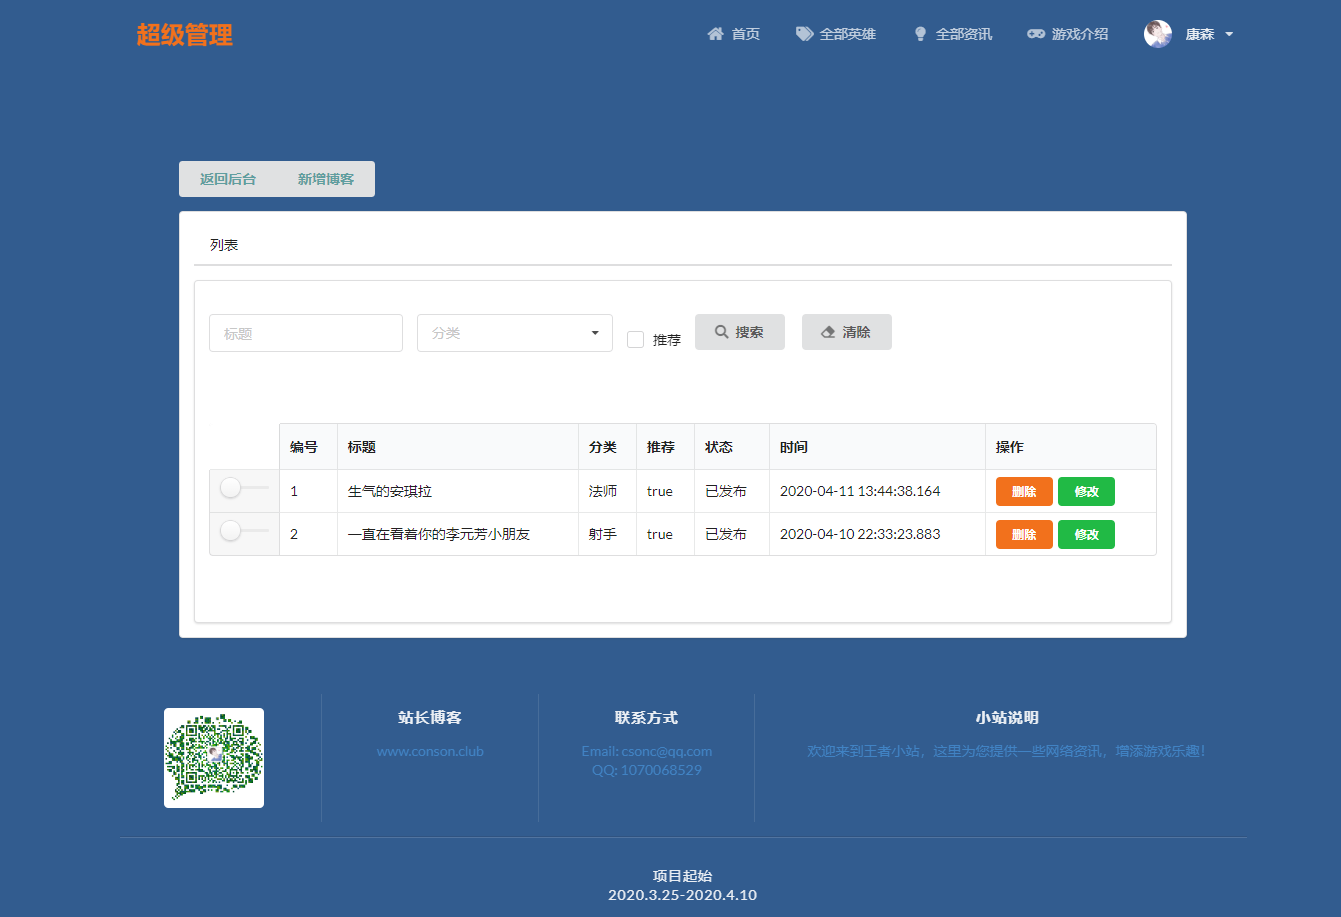 超级管理
首页 全部英雄 全部资讯 游戏介绍 康森
返回后台 新增博客
列表
标题 分类 推荐 搜索 清除
编号 标题 分类 推荐 状态 时间 操作
1 生气的安琪拉 法师 true 已发布 2020-04-11 13:44:38.164 删除 修改
2 一直在看着你的李元芳小朋友 射手 true 已发布 2020-04-10 22:33:23.883 删除 修改
站长博客
www.conson.club
联系方式
Email: csonc@qq.com
QQ: 1070068529
小站说明
欢迎来到王者小站，这里为您提供一些网络资讯，增添游戏乐趣！
项目起始
2020.3.25-2020.4.10